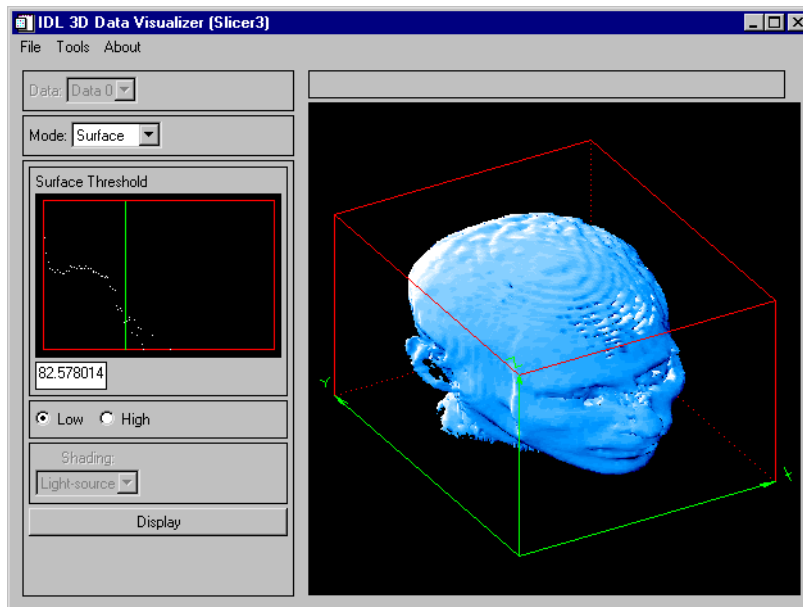 IDL 3D Data Visualizer (Slicer3)
File Tools About
Data: Data 0
Mode: Surface
Surface Threshold
82.578014
Low High
Shading:
Light-source
Display
Z
Y
X